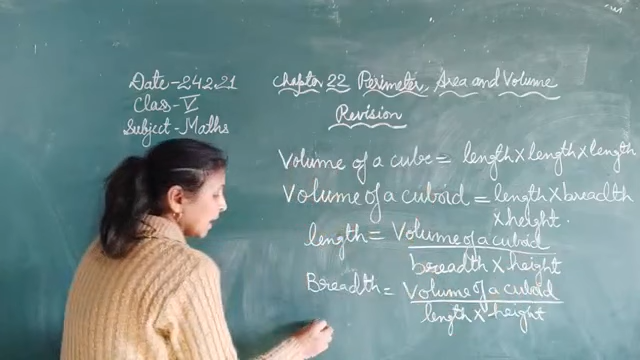 Date-24.2.21
Class-V
Subject-Maths
Chapter 22 Perimeter, Area and Volume
Revision
Volume of a cube = length×length×length
Volume of a cuboid = length×breadth
×height.
length = Volume of a cuboid
breadth×height
Breadth = Volume of a cuboid
length×height